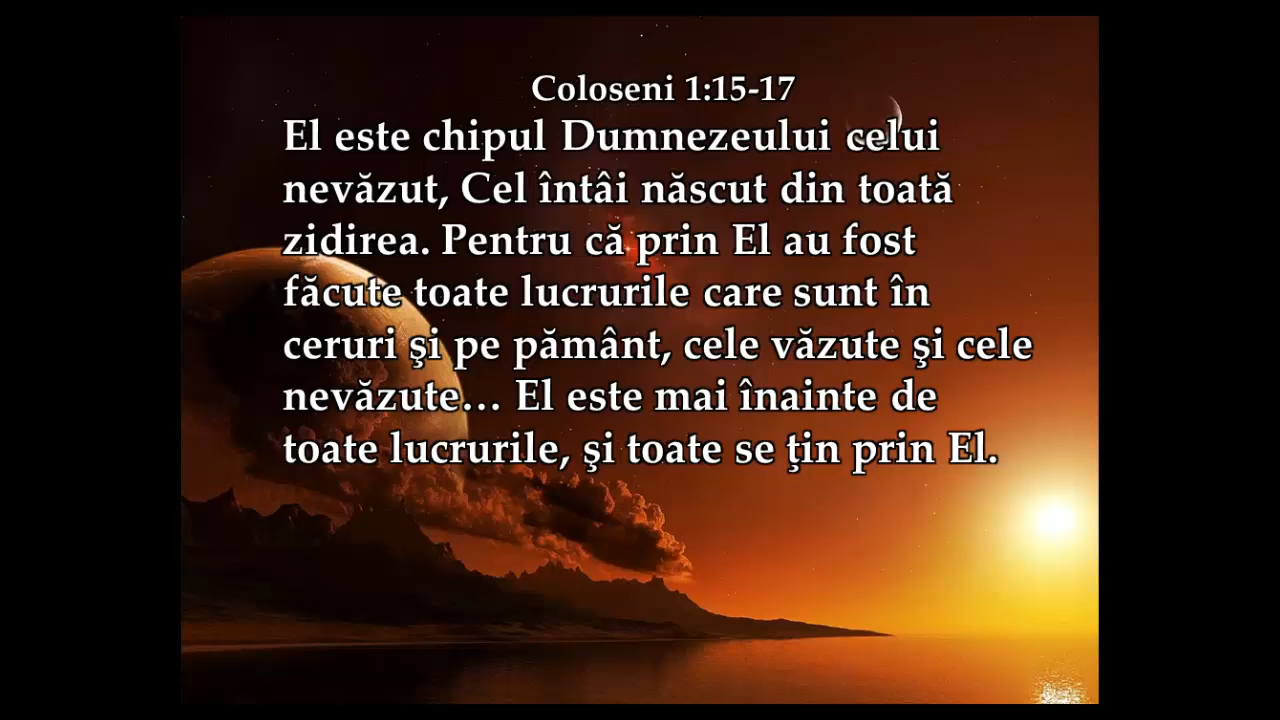 Coloseni 1:15-17
El este chipul Dumnezeului celui
nevăzut, Cel întâi născut din toată
zidirea. Pentru că prin El au fost
făcute toate lucrurile care sunt în
ceruri şi pe pământ, cele văzute şi cele
nevăzute… El este mai înainte de
toate lucrurile, şi toate se ţin prin El.